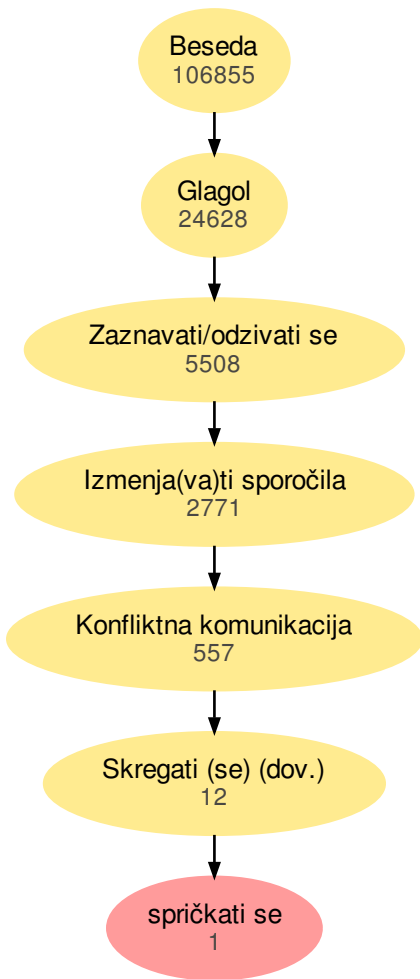 Beseda
106855
Glagol
24628
Zaznavati/odzivati se
5508
Izmenja(va)ti sporočila
2771
Konfliktna komunikacija
557
Skregati (se) (dov.)
12
spričkati se
1